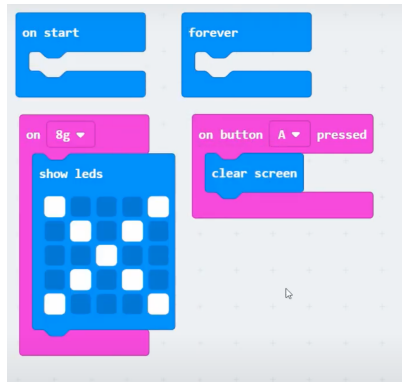 on start
forever
on 8g
show leds
on button A pressed
clear screen